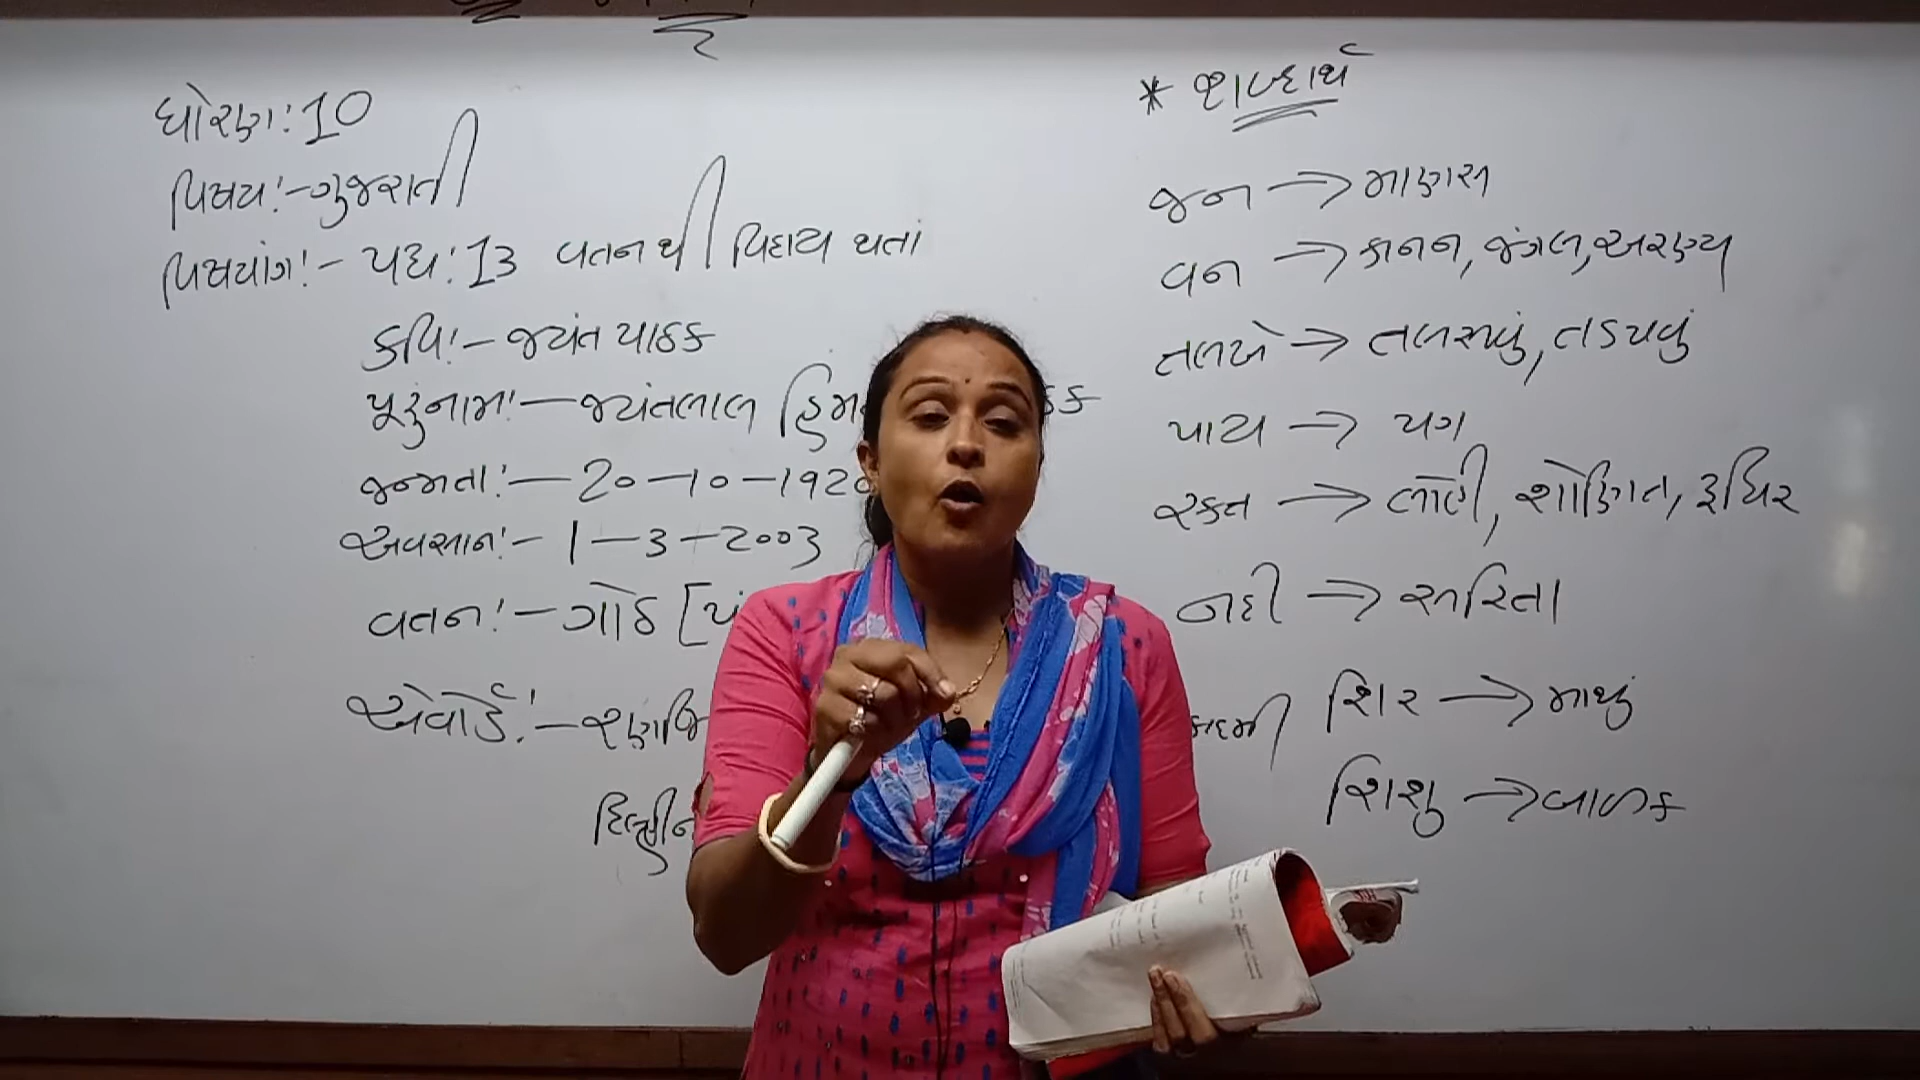 ધોરણ:10
વિષય:-ગુજરાતી
વિષયાંગ:- પદ્ય:13 વતનથી વિદાય થતાં
કવિ:- જયંત પાઠક
પૂરુંનામ:- જયંતલાલ
જન્મતા:- 20-10-1920
અવસાન:- 1-3-2003
વતન:- ગોઠ
એવોર્ડ:-
* શબ્દાર્થ
જન → માણસ
વન → કાનન, જંગલ, અરણ્ય
તલખે → તલસવું, તડપવું
પાય → પગ
રક્ત → લોહી, શોણિત, રૂધિર
નદી → સરિતા
શિર → માથું
શિશુ → બાળક